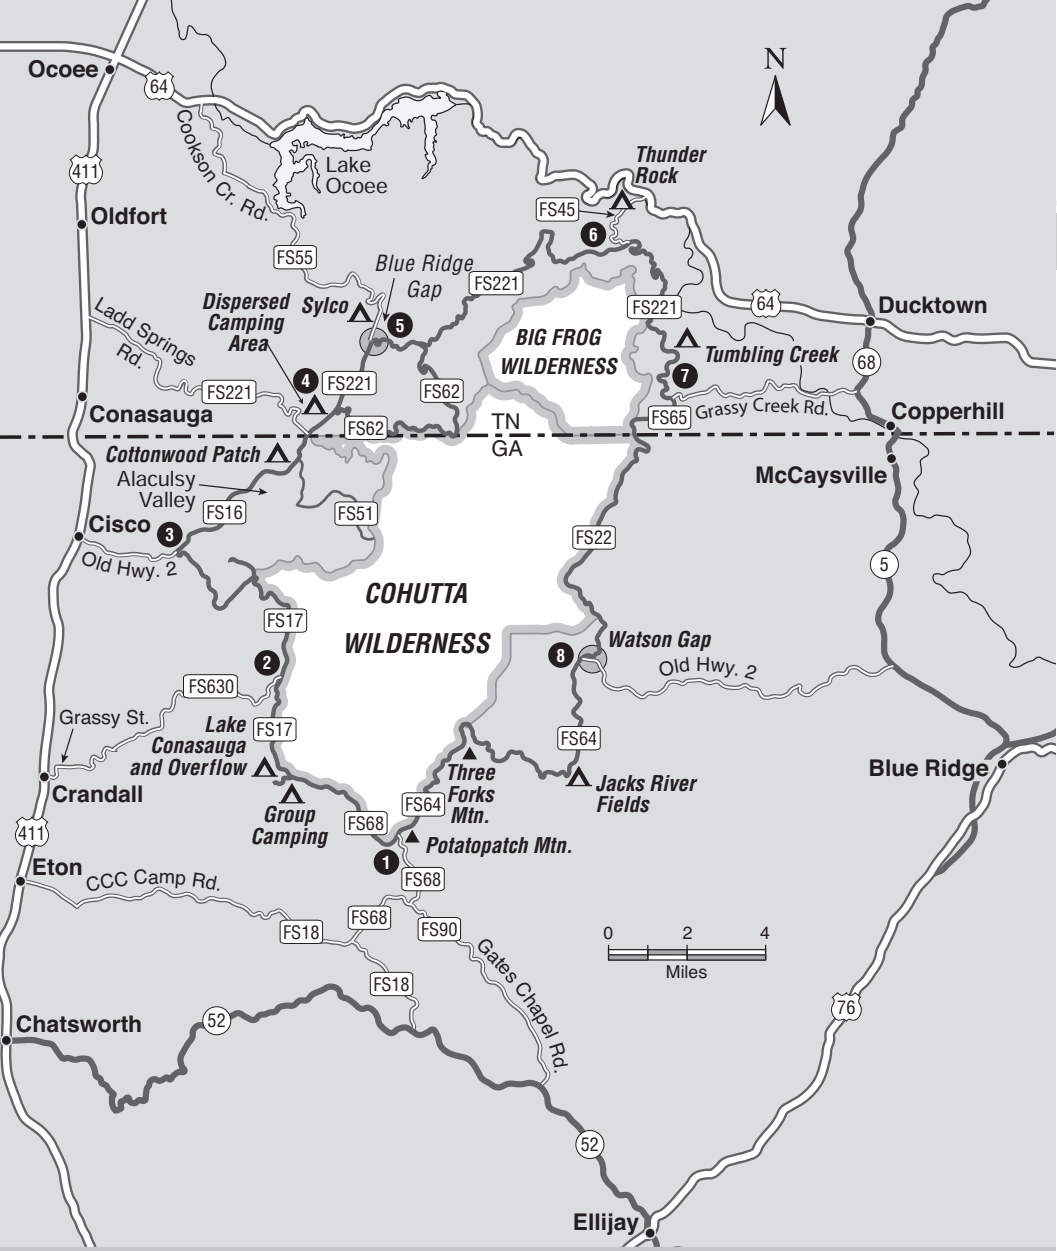 N
Ocoee
64
Cookson Cr. Rd.
Lake
Ocoee
Thunder
Rock
411
FS45
6
Oldfort
FS55
Blue Ridge
Gap
FS221
Dispersed
Camping
Area
Sylco
5
FS221
64
Ducktown
Ladd Springs
Rd.
BIG FROG
WILDERNESS
Tumbling Creek
68
4
FS221
FS62
7
FS221
Conasauga
FS62
TN
GA
FS65
Grassy Creek Rd.
Copperhill
Cottonwood Patch
McCaysville
Alaculsy
Valley
FS16
FS51
Cisco
3
FS22
Old Hwy. 2
5
COHUTTA
WILDERNESS
FS17
2
8
Watson Gap
Old Hwy. 2
FS630
Grassy St.
Lake
Conasauga
and Overflow
FS17
FS64
Crandall
Three
Forks
Mtn.
Jacks River
Fields
Blue Ridge
Group
Camping
FS64
FS68
411
1
Potatopatch Mtn.
Eton
CCC Camp Rd.
FS68
FS18
FS68
FS90
0
2
4
Miles
Gates Chapel Rd.
FS18
76
Chatsworth
52
52
Ellijay